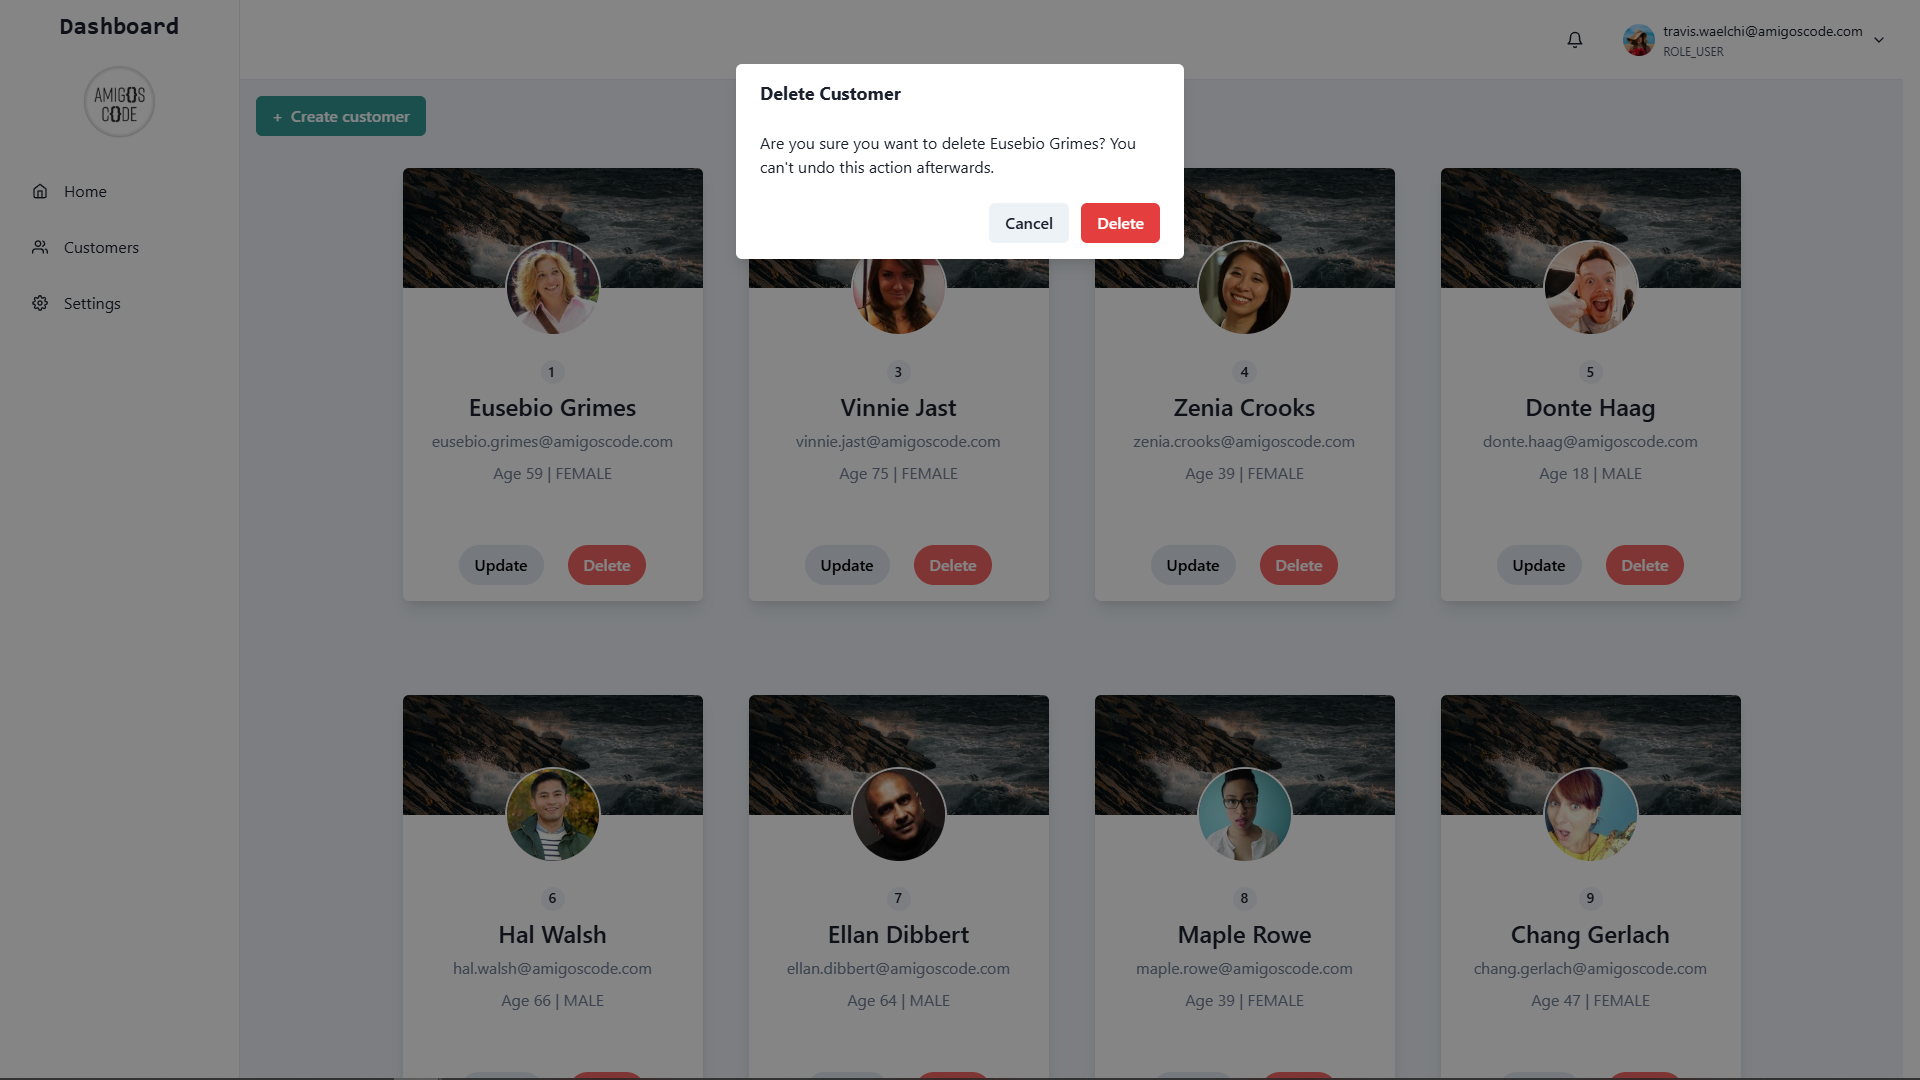 Dashboard
AMIGOS
CODE
Home
Customers
Settings
travis.waelchi@amigoscode.com
ROLE_USER
+ Create customer
Delete Customer
Are you sure you want to delete Eusebio Grimes? You
can't undo this action afterwards.
Cancel
Delete
1
Eusebio Grimes
eusebio.grimes@amigoscode.com
Age 59 | FEMALE
Update
Delete
3
Vinnie Jast
vinnie.jast@amigoscode.com
Age 75 | FEMALE
Update
Delete
4
Zenia Crooks
zenia.crooks@amigoscode.com
Age 39 | FEMALE
Update
Delete
5
Donte Haag
donte.haag@amigoscode.com
Age 18 | MALE
Update
Delete
6
Hal Walsh
hal.walsh@amigoscode.com
Age 66 | MALE
7
Ellan Dibbert
ellan.dibbert@amigoscode.com
Age 64 | MALE
8
Maple Rowe
maple.rowe@amigoscode.com
Age 39 | FEMALE
9
Chang Gerlach
chang.gerlach@amigoscode.com
Age 47 | FEMALE